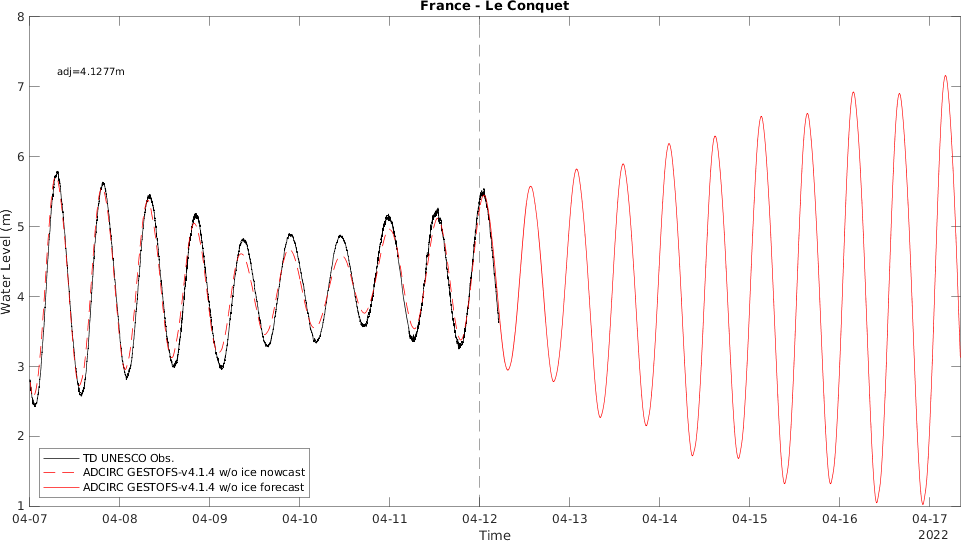 France - Le Conquet
8
7
6
5
4
3
2
1
Water Level (m)
adj=4.1277m
TD UNESCO Obs.
ADCIRC GESTOFS-v4.1.4 w/o ice nowcast
ADCIRC GESTOFS-v4.1.4 w/o ice forecast
04-07 04-08 04-09 04-10 04-11 04-12 04-13 04-14 04-15 04-16 04-17
Time
2022